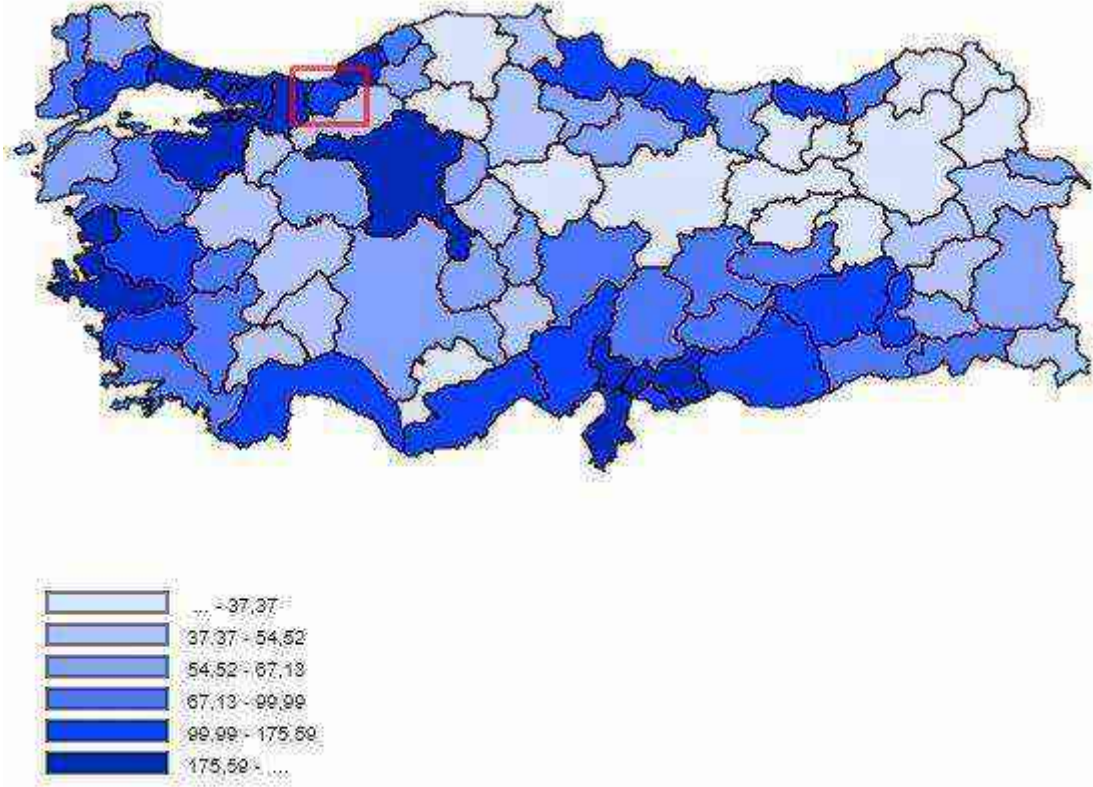 ... - 37,37
37,37 - 54,52
54,52 - 67,13
67,13 - 99,99
99,99 - 175,59
175,59 - ...